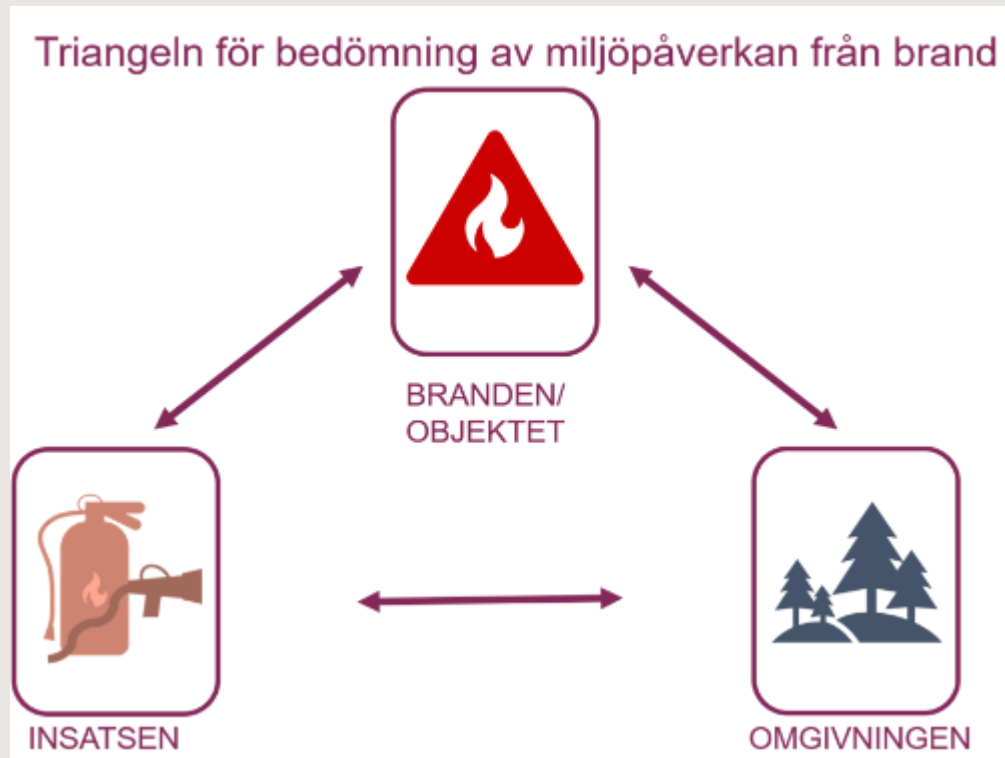 Triangeln för bedömning av miljöpåverkan från brand
BRANDEN/
OBJEKTET
INSATSEN
OMGIVNINGEN